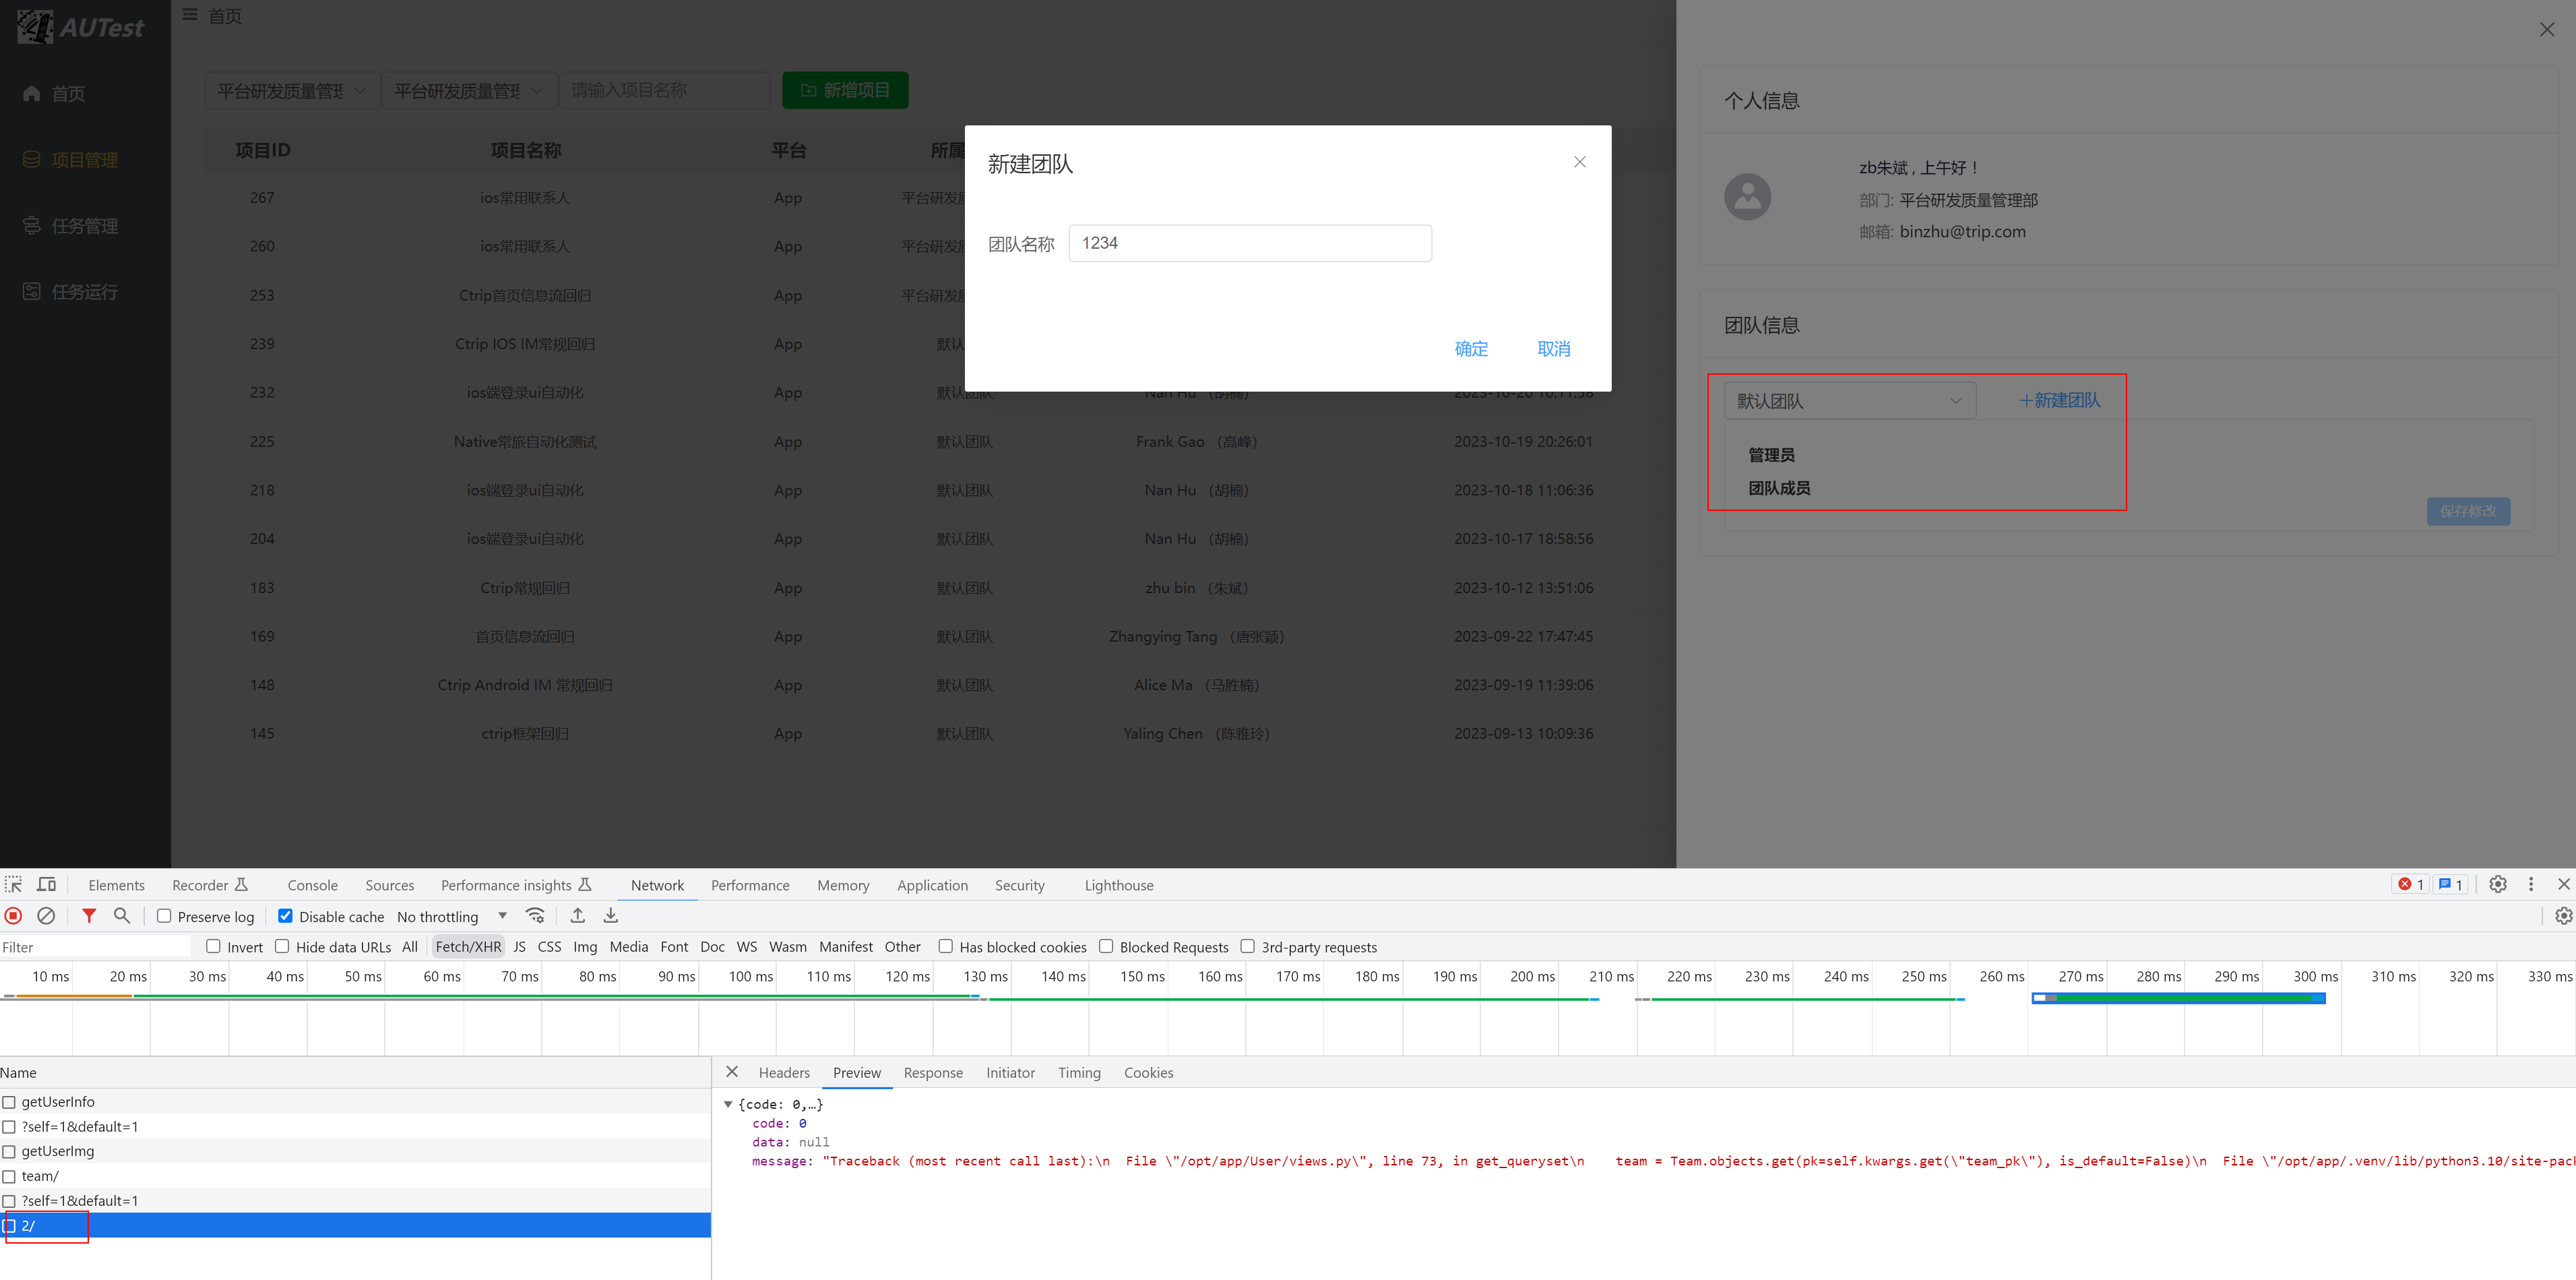 AUTest
首页
首页
项目管理
任务管理
任务运行
平台研发质量管理
平台研发质量管理
请输入项目名称
新增项目
项目ID 项目名称 平台 所属
267 ios常用联系人 App 平台研发
260 ios常用联系人 App 平台研发
253 Ctrip首页信息流回归 App 平台研发
239 Ctrip IOS IM常规回归 App 默认
232 ios端登录ui自动化 App 默认团队 Nan Hu （胡楠） 2023-10-20 10:11:58
225 Native常旅自动化测试 App 默认团队 Frank Gao （高峰） 2023-10-19 20:26:01
218 ios端登录ui自动化 App 默认团队 Nan Hu （胡楠） 2023-10-18 11:06:36
204 ios端登录ui自动化 App 默认团队 Nan Hu （胡楠） 2023-10-17 18:58:56
183 Ctrip常规回归 App 默认团队 zhu bin （朱斌） 2023-10-12 13:51:06
169 首页信息流回归 App 默认团队 Zhangying Tang （唐张颖） 2023-09-22 17:47:45
148 Ctrip Android IM 常规回归 App 默认团队 Alice Ma （马胜楠） 2023-09-19 11:39:06
145 ctrip框架回归 App 默认团队 Yaling Chen （陈雅玲） 2023-09-13 10:09:36
新建团队
团队名称 1234
确定 取消
个人信息
zb朱斌 , 上午好！
部门: 平台研发质量管理部
邮箱: binzhu@trip.com
团队信息
默认团队 +新建团队
管理员
团队成员
保存修改
Elements Recorder Console Sources Performance insights Network Performance Memory Application Security Lighthouse 1 1
Preserve log Disable cache No throttling
Filter Invert Hide data URLs All Fetch/XHR JS CSS Img Media Font Doc WS Wasm Manifest Other Has blocked cookies Blocked Requests 3rd-party requests
10 ms 20 ms 30 ms 40 ms 50 ms 60 ms 70 ms 80 ms 90 ms 100 ms 110 ms 120 ms 130 ms 140 ms 150 ms 160 ms 170 ms 180 ms 190 ms 200 ms 210 ms 220 ms 230 ms 240 ms 250 ms 260 ms 270 ms 280 ms 290 ms 300 ms 310 ms 320 ms 330 ms
Name
getUserInfo
?self=1&default=1
getUserImg
team/
?self=1&default=1
2/
Headers Preview Response Initiator Timing Cookies
{code: 0,…}
code: 0
data: null
message: "Traceback (most recent call last):\n  File \"/opt/app/User/views.py\", line 73, in get_queryset\n    team = Team.objects.get(pk=self.kwargs.get(\"team_pk\"), is_default=False)\n  File \"/opt/app/.venv/lib/python3.10/site-pack